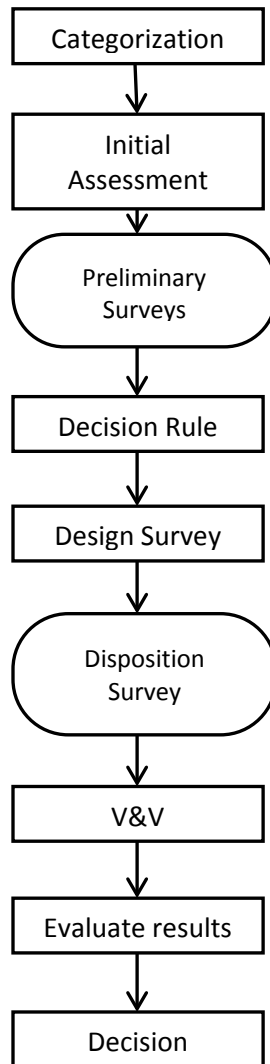 Categorization
Initial
Assessment
Preliminary
Surveys
Decision Rule
Design Survey
Disposition
Survey
V&V
Evaluate results
Decision